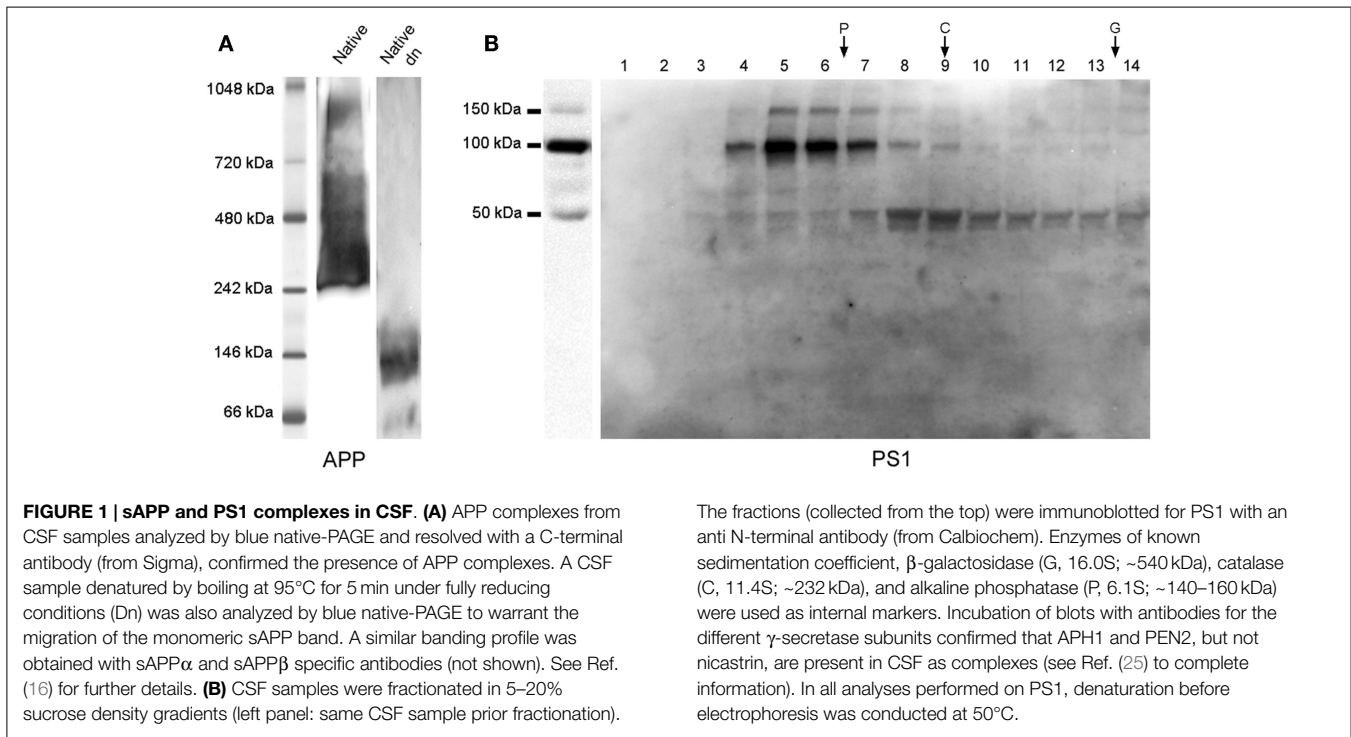 A
Native
Native
dn
1048 kDa
720 kDa
480 kDa
242 kDa
146 kDa
66 kDa
APP
B
P C G
1 2 3 4 5 6 7 8 9 10 11 12 13 14
150 kDa
100 kDa
50 kDa
PS1
FIGURE 1 | sAPP and PS1 complexes in CSF. (A) APP complexes from
CSF samples analyzed by blue native-PAGE and resolved with a C-terminal
antibody (from Sigma), confirmed the presence of APP complexes. A CSF
sample denatured by boiling at 95°C for 5 min under fully reducing
conditions (Dn) was also analyzed by blue native-PAGE to warrant the
migration of the monomeric sAPP band. A similar banding profile was
obtained with sAPPα and sAPPβ specific antibodies (not shown). See Ref.
(16) for further details. (B) CSF samples were fractionated in 5–20%
sucrose density gradients (left panel: same CSF sample prior fractionation).
The fractions (collected from the top) were immunoblotted for PS1 with an
anti N-terminal antibody (from Calbiochem). Enzymes of known
sedimentation coefficient, β-galactosidase (G, 16.0S; ~540 kDa), catalase
(C, 11.4S; ~232 kDa), and alkaline phosphatase (P, 6.1S; ~140–160 kDa)
were used as internal markers. Incubation of blots with antibodies for the
different γ-secretase subunits confirmed that APH1 and PEN2, but not
nicastrin, are present in CSF as complexes (see Ref. (25) to complete
information). In all analyses performed on PS1, denaturation before
electrophoresis was conducted at 50°C.